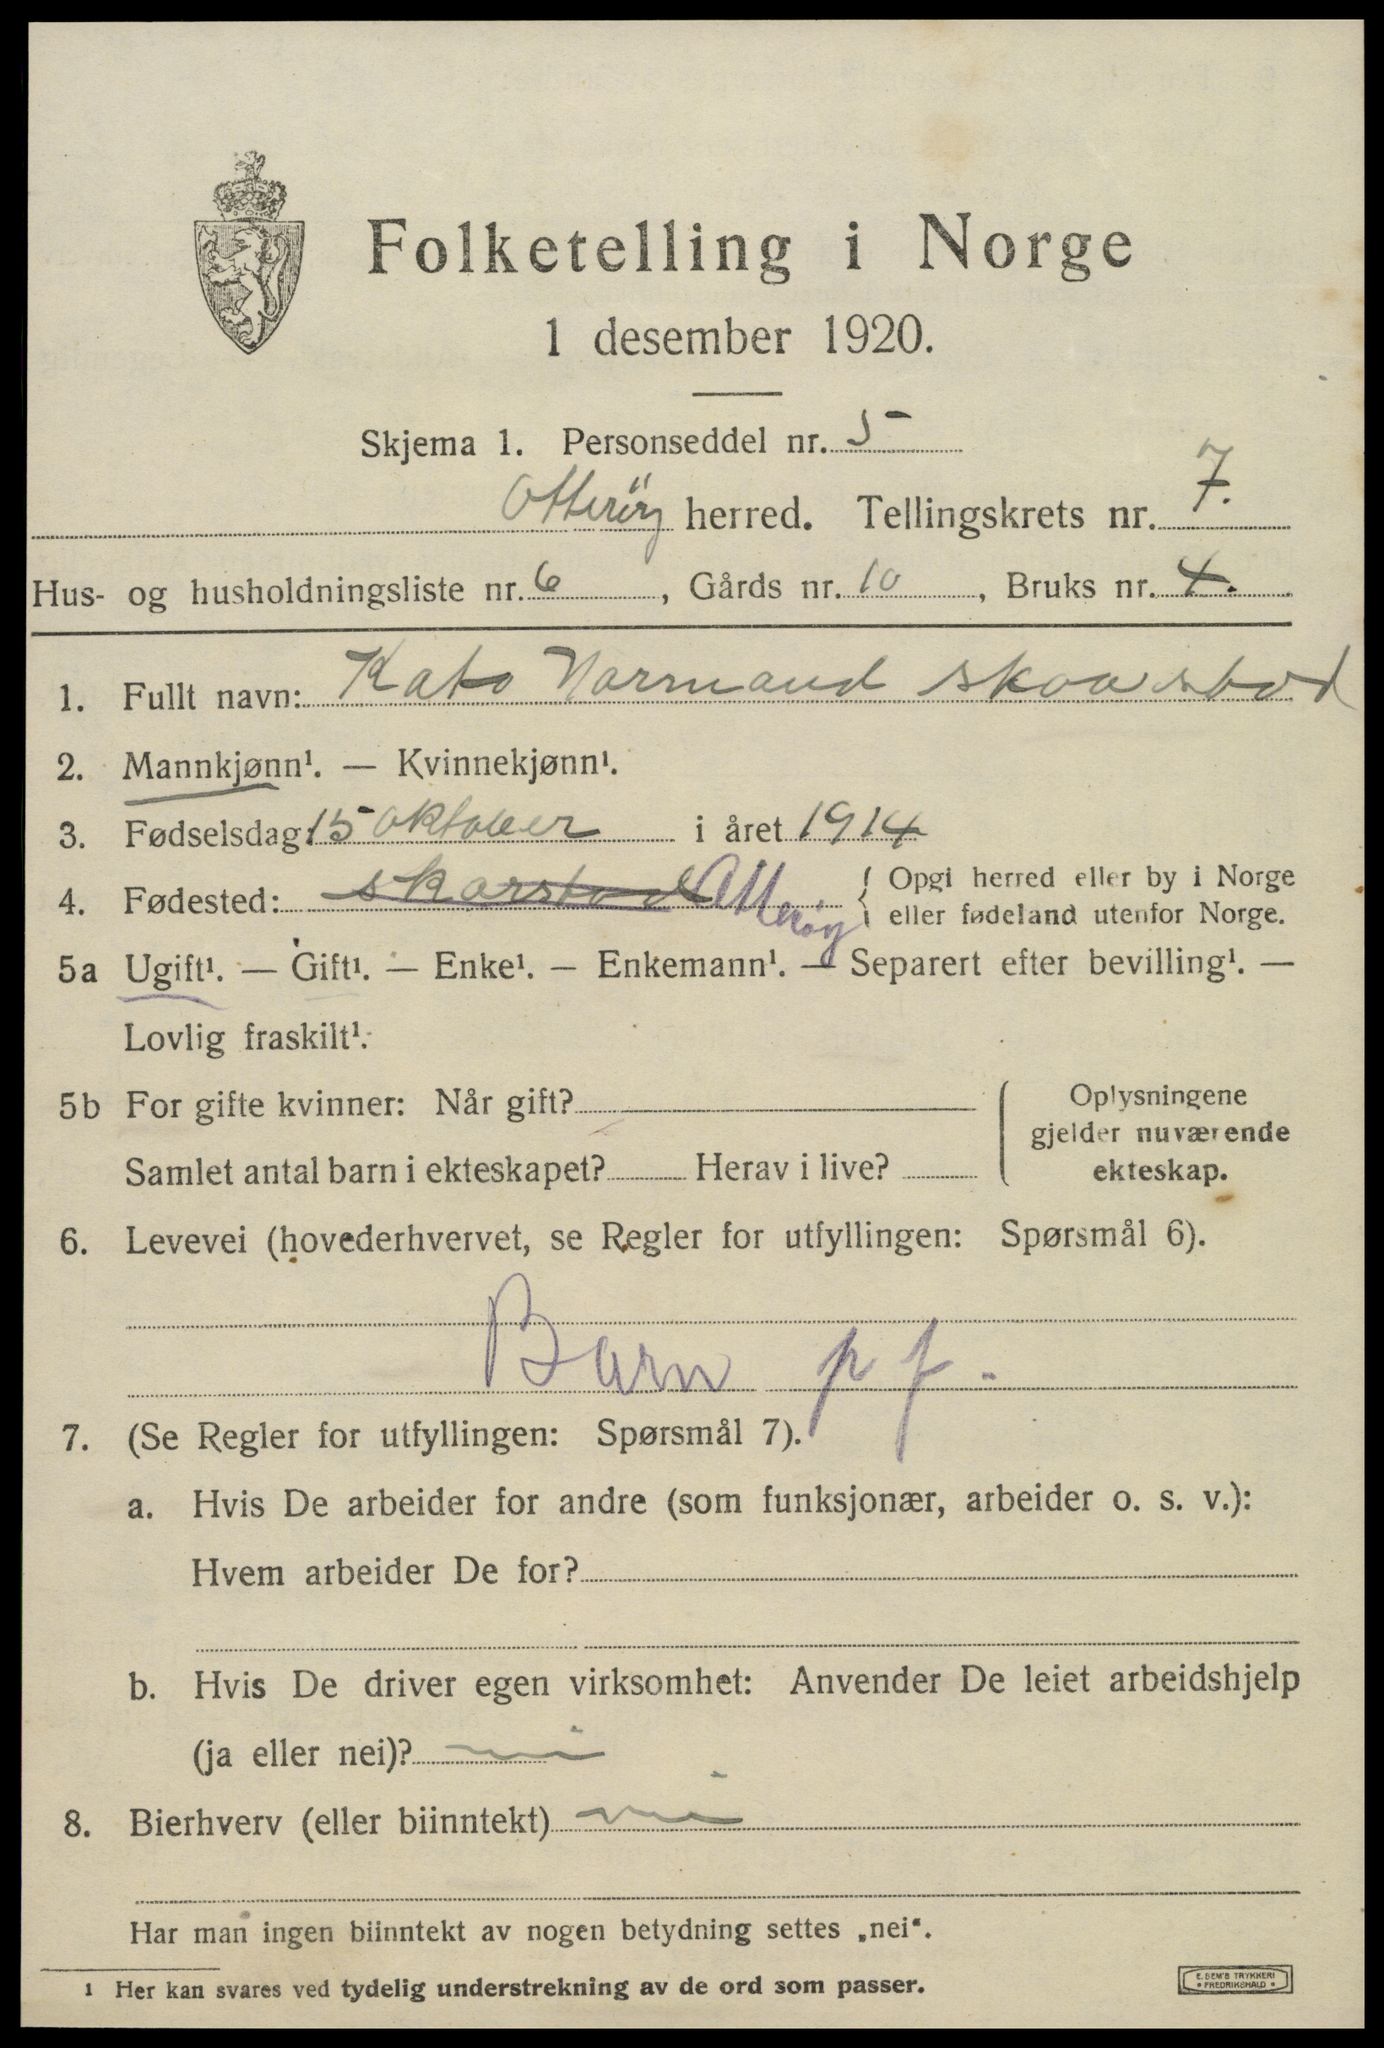 Folketelling i Norge
1 desember 1920.
Skjema 1. Personseddel nr. 5
Otterøy herred. Tellingskrets nr. 7.
Hus- og husholdningsliste nr. 6, Gårds nr. 10, Bruks nr. 4.
1. Fullt navn: Kato Normand
2. Mannkjønn¹. — Kvinnekjønn¹.
3. Fødselsdag: 15 oktober i året 1914
4. Fødested: skarstad Otterøy { Opgi herred eller by i Norge
eller fødeland utenfor Norge.
5a Ugift¹. — Gift¹. — Enke¹. — Enkemann¹. — Separert efter bevilling¹. —
Lovlig fraskilt¹.
5b For gifte kvinner: Når gift?
Samlet antal barn i ekteskapet? Herav i live?
Oplysningene
gjelder nuværende
ekteskap.
6. Levevei (hovederhvervet, se Regler for utfyllingen: Spørsmål 6).
Barn p f.
7. (Se Regler for utfyllingen: Spørsmål 7).
a. Hvis De arbeider for andre (som funksjonær, arbeider o. s. v.):
Hvem arbeider De for?
b. Hvis De driver egen virksomhet: Anvender De leiet arbeidshjelp
(ja eller nei)? nei
8. Bierhverv (eller biinntekt) nei
Har man ingen biinntekt av nogen betydning settes „nei“.
1 Her kan svares ved tydelig understrekning av de ord som passer.
E. SEM'S TRYKKERI
• FREDRIKSHALD •